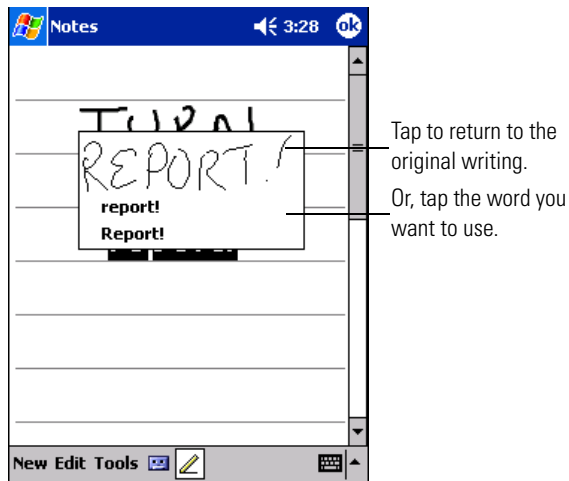 Notes 3:28 ok
REPORT!
report!
Report!
New Edit Tools
Tap to return to the
original writing.
Or, tap the word you
want to use.